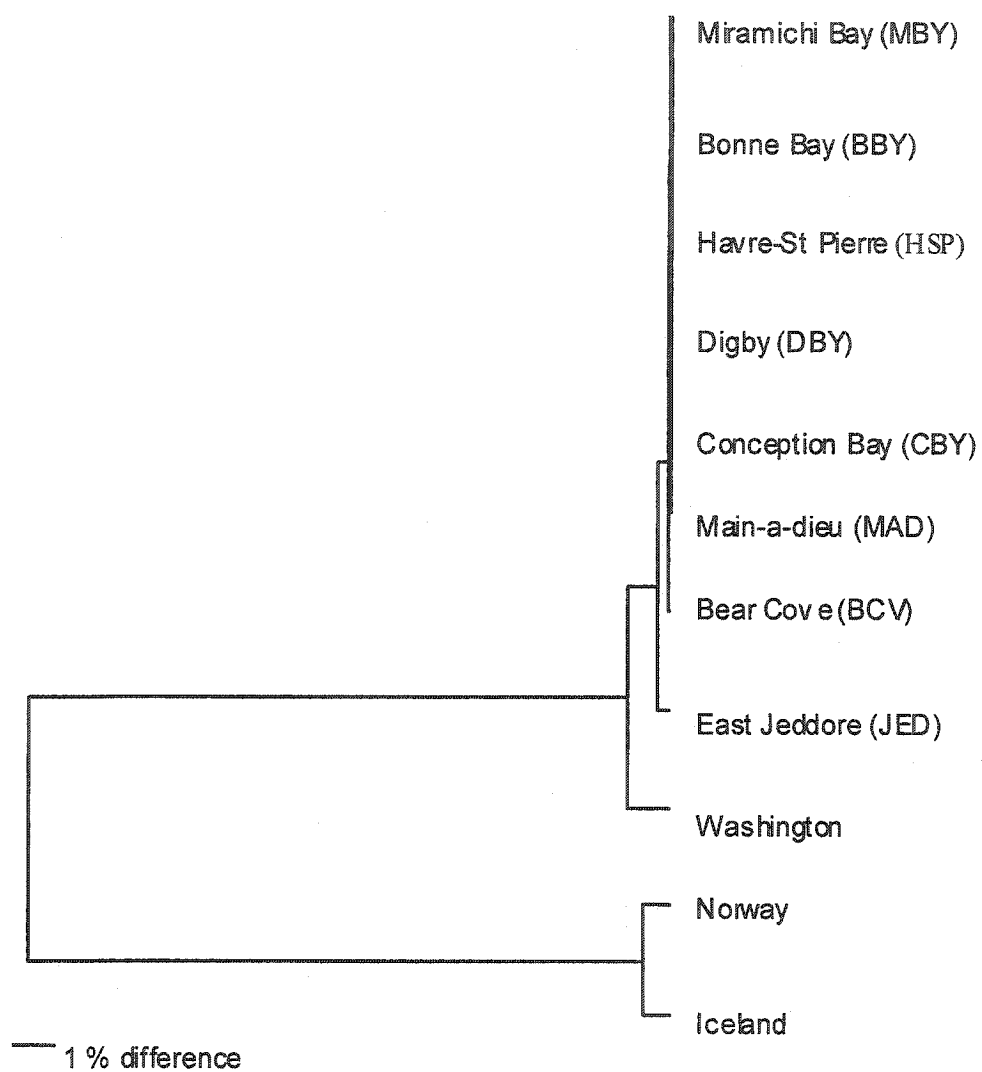 Miramichi Bay (MBY)
Bonne Bay (BBY)
Havre-St Pierre (HSP)
Digby (DBY)
Conception Bay (CBY)
Main-a-dieu (MAD)
Bear Cove (BCV)
East Jeddore (JED)
Washington
Norway
Iceland
1 % difference